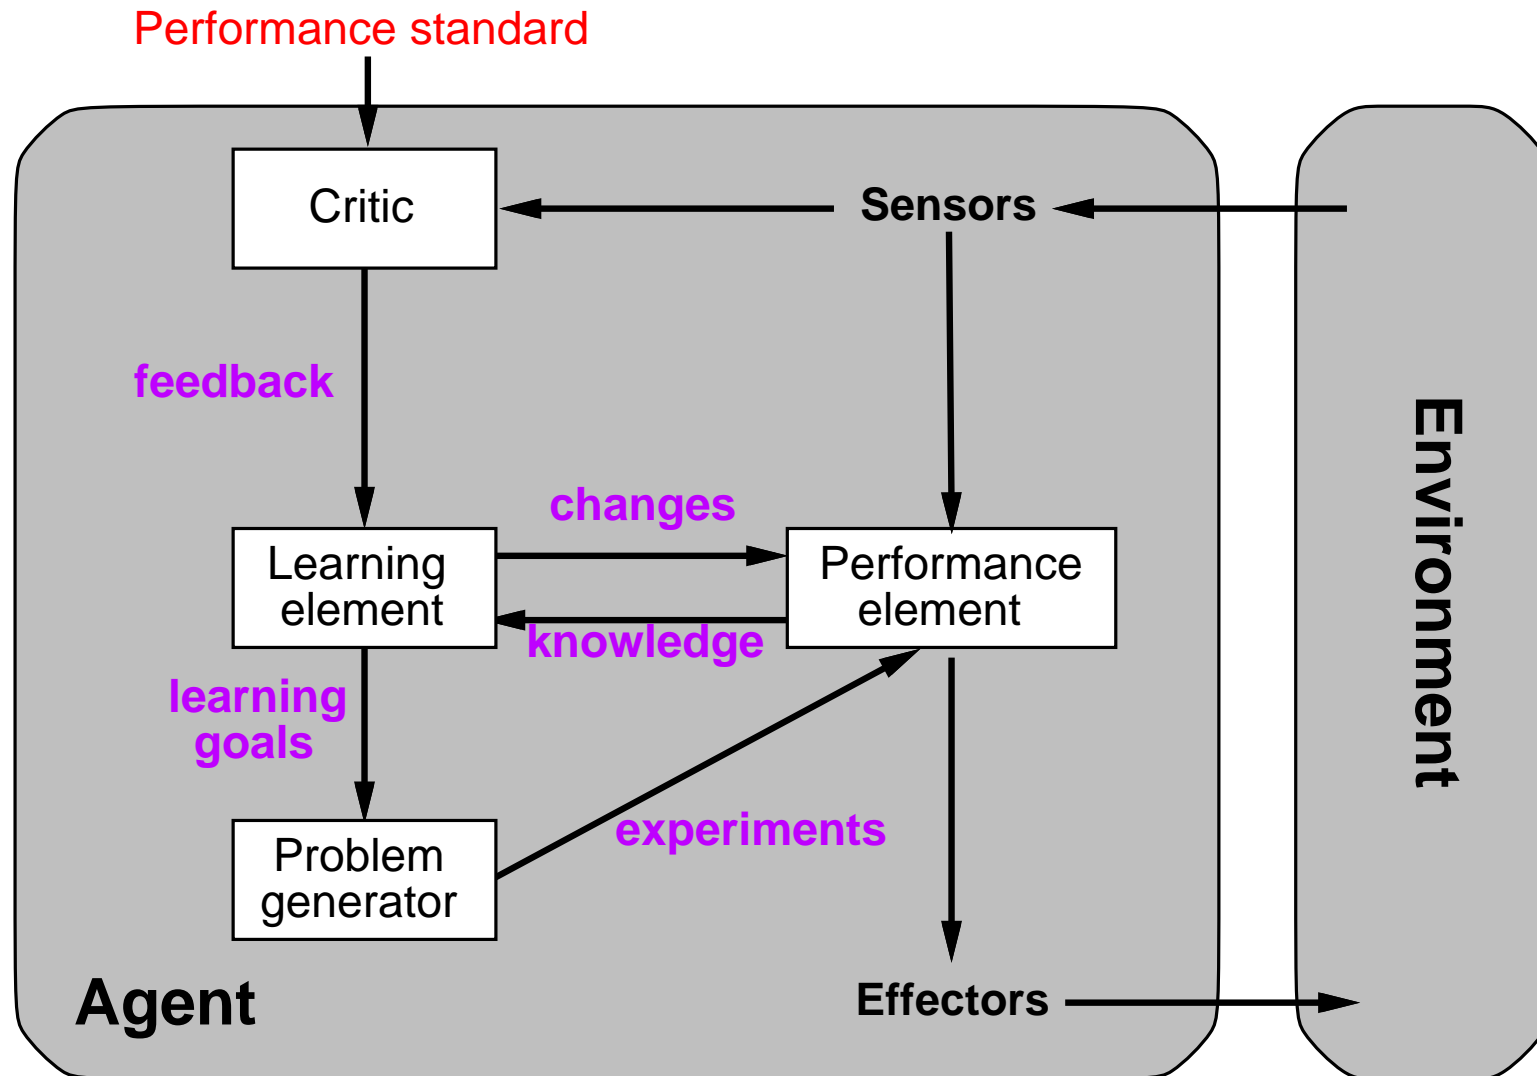 Performance standard
Critic
Sensors
feedback
changes
Learning
element
Performance
element
knowledge
learning
goals
experiments
Problem
generator
Agent
Effectors
Environment